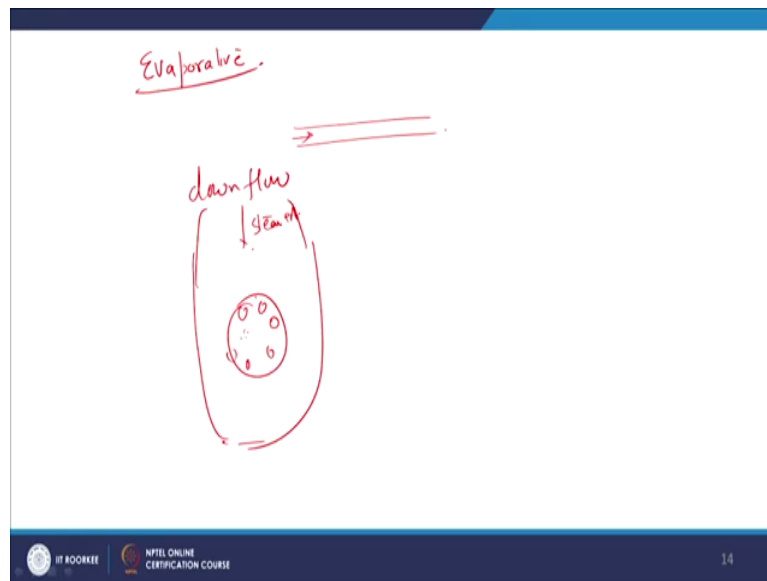 Evaporative.
down flow
steam
IIT ROORKEE
NPTEL ONLINE
CERTIFICATION COURSE
14